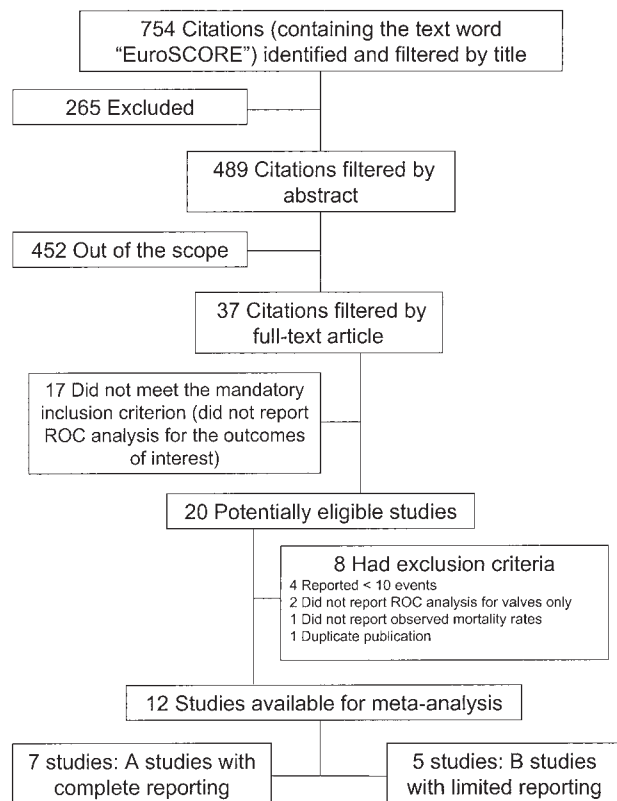 754 Citations (containing the text word
“EuroSCORE”) identified and filtered by title
265 Excluded
489 Citations filtered by
abstract
452 Out of the scope
37 Citations filtered by
full-text article
17 Did not meet the mandatory
inclusion criterion (did not report
ROC analysis for the outcomes
of interest)
20 Potentially eligible studies
8 Had exclusion criteria
4 Reported < 10 events
2 Did not report ROC analysis for valves only
1 Did not report observed mortality rates
1 Duplicate publication
12 Studies available for meta-analysis
7 studies: A studies with
complete reporting
5 studies: B studies
with limited reporting